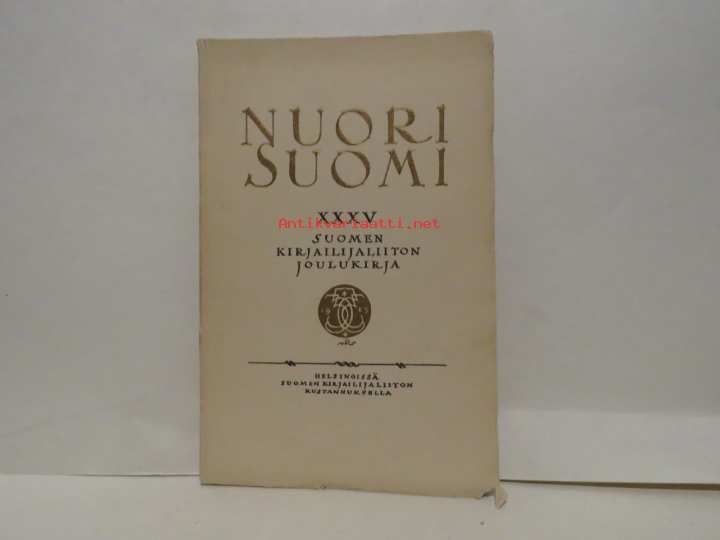 NUORI
SUOMI
XXXV
Antikvariaatti.net
SUOMEN
KIRJAILIJALIITON
JOULUKIRJA
HELSINGISSÄ
SUOMEN KIRJAILIJALIITON
KUSTANNUKSELLA